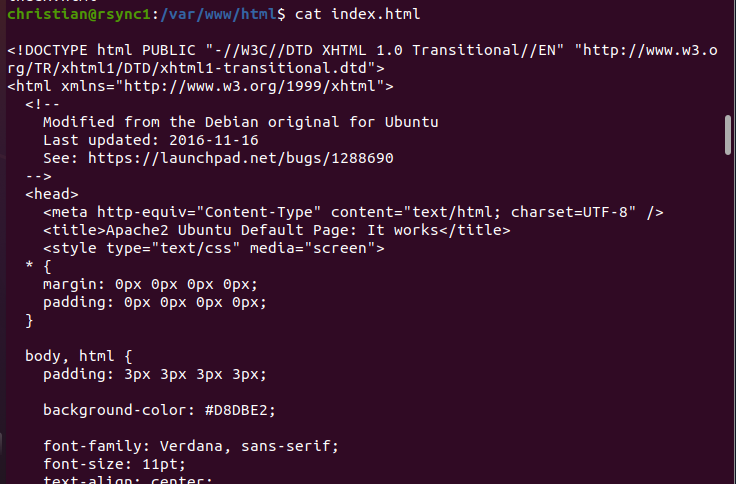 christian@rsync1:/var/www/html$ cat index.html
<!DOCTYPE html PUBLIC "-//W3C//DTD XHTML 1.0 Transitional//EN" "http://www.w3.o
rg/TR/xhtml1/DTD/xhtml1-transitional.dtd">
<html xmlns="http://www.w3.org/1999/xhtml">
  <!--
    Modified from the Debian original for Ubuntu
    Last updated: 2016-11-16
    See: https://launchpad.net/bugs/1288690
  -->
  <head>
    <meta http-equiv="Content-Type" content="text/html; charset=UTF-8" />
    <title>Apache2 Ubuntu Default Page: It works</title>
    <style type="text/css" media="screen">
  * {
    margin: 0px 0px 0px 0px;
    padding: 0px 0px 0px 0px;
  }

  body, html {
    padding: 3px 3px 3px 3px;

    background-color: #D8DBE2;

    font-family: Verdana, sans-serif;
    font-size: 11pt;
    text-align: center;